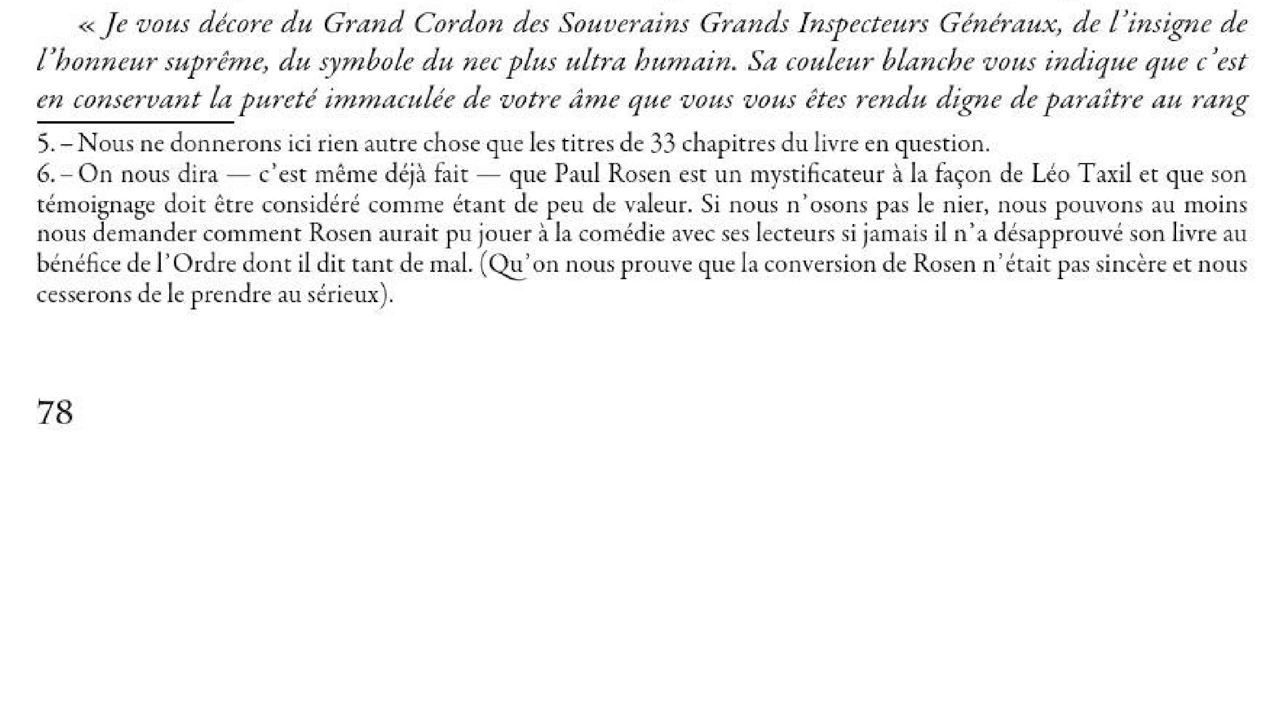 « Je vous décore du Grand Cordon des Souverains Grands Inspecteurs Généraux, de l’insigne de
l’honneur suprême, du symbole du nec plus ultra humain. Sa couleur blanche vous indique que c’est
en conservant la pureté immaculée de votre âme que vous vous êtes rendu digne de paraître au rang
5. – Nous ne donnerons ici rien autre chose que les titres de 33 chapitres du livre en question.
6. – On nous dira — c’est même déjà fait — que Paul Rosen est un mystificateur à la façon de Léo Taxil et que son
témoignage doit être considéré comme étant de peu de valeur. Si nous n’osons pas le nier, nous pouvons au moins
nous demander comment Rosen aurait pu jouer à la comédie avec ses lecteurs si jamais il n’a désapprouvé son livre au
bénéfice de l’Ordre dont il dit tant de mal. (Qu’on nous prouve que la conversion de Rosen n’était pas sincère et nous
cesserons de le prendre au sérieux).
78